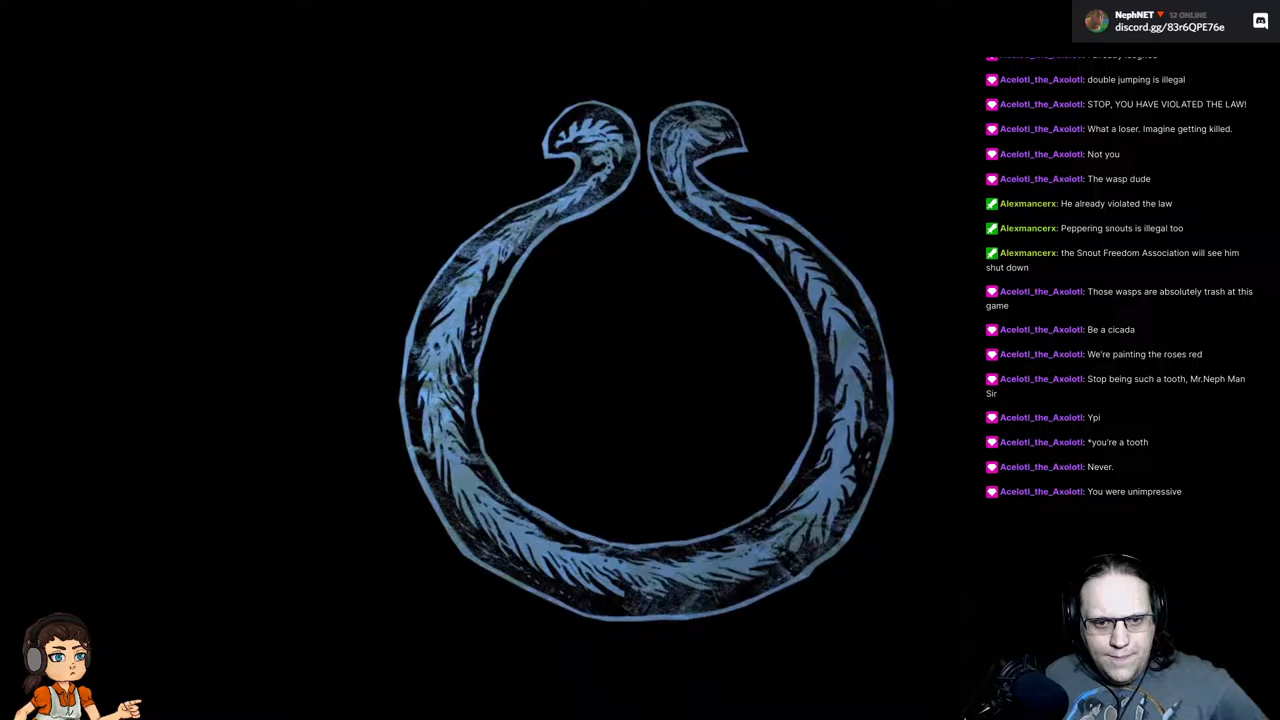 NephNET 12 ONLINE
discord.gg/83r6QPE76e
Acelotl_the_Axolotl:
Acelotl_the_Axolotl: double jumping is illegal
Acelotl_the_Axolotl: STOP, YOU HAVE VIOLATED THE LAW!
Acelotl_the_Axolotl: What a loser. Imagine getting killed.
Acelotl_the_Axolotl: Not you
Acelotl_the_Axolotl: The wasp dude
Alexmancerx: He already violated the law
Alexmancerx: Peppering snouts is illegal too
Alexmancerx: the Snout Freedom Association will see him
shut down
Acelotl_the_Axolotl: Those wasps are absolutely trash at this
game
Acelotl_the_Axolotl: Be a cicada
Acelotl_the_Axolotl: We're painting the roses red
Acelotl_the_Axolotl: Stop being such a tooth, Mr.Neph Man
Sir
Acelotl_the_Axolotl: Ypi
Acelotl_the_Axolotl: *you're a tooth
Acelotl_the_Axolotl: Never.
Acelotl_the_Axolotl: You were unimpressive